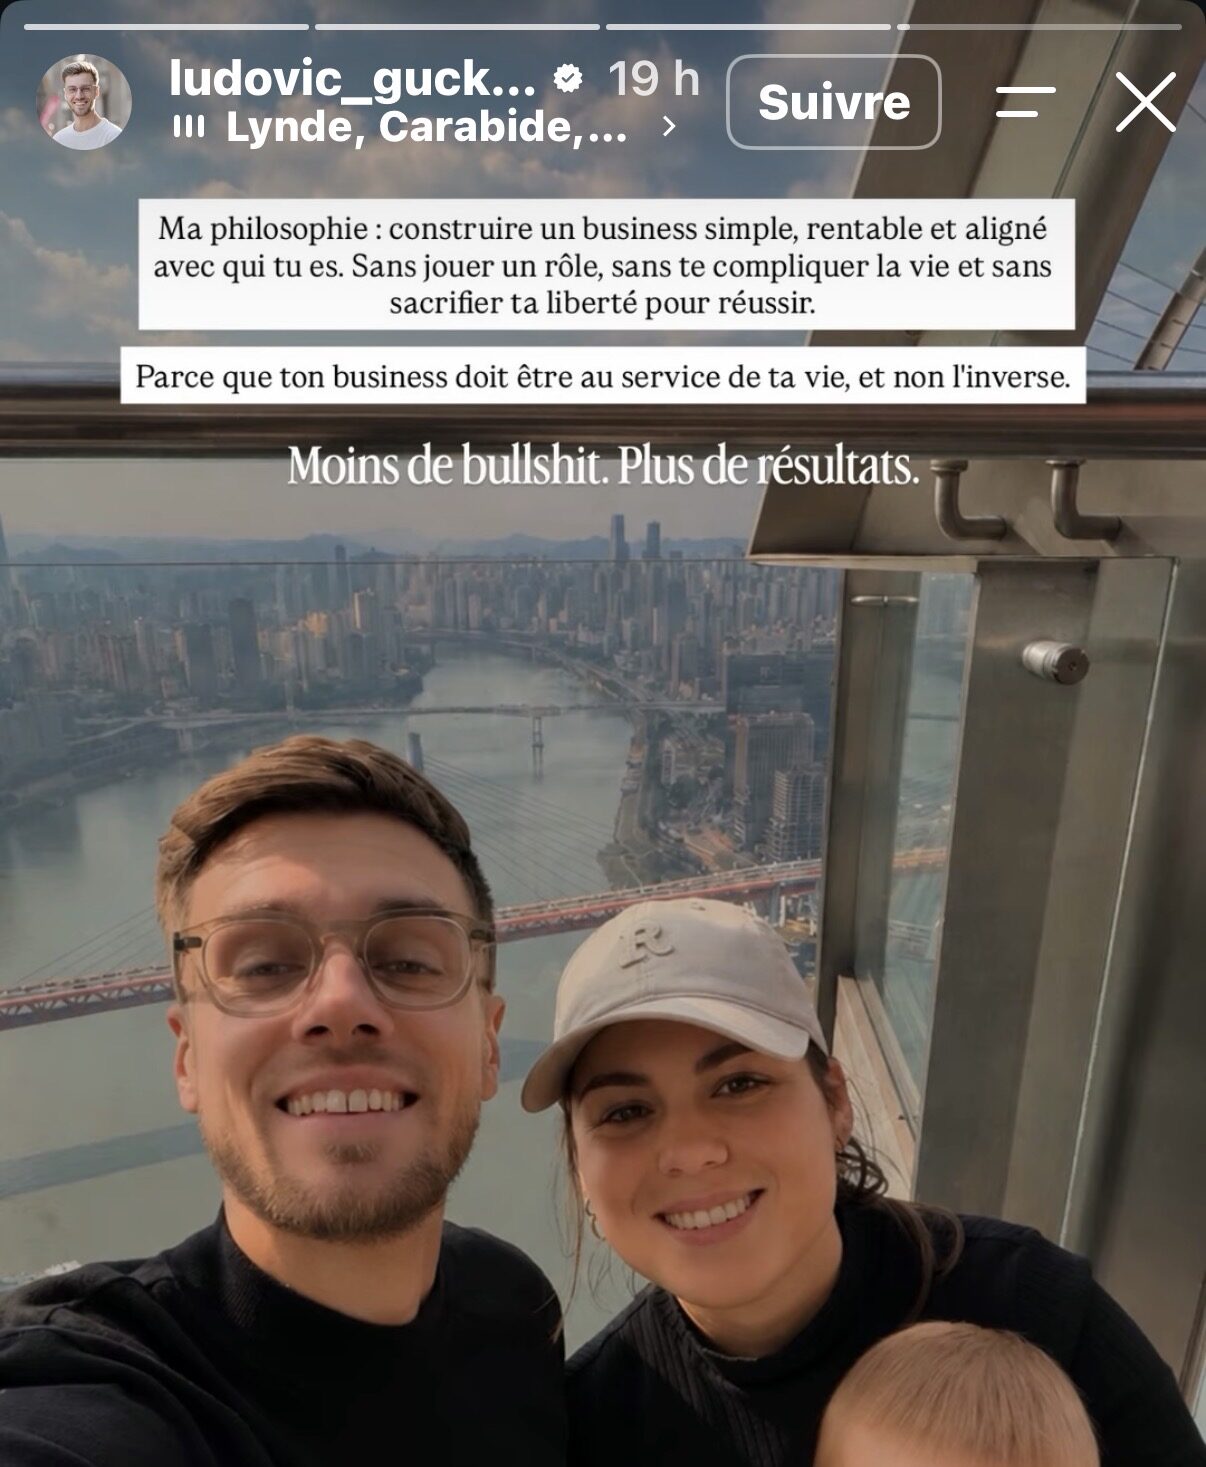 ludovic_guck... 19 h
Suivre
Lynde, Carabide,...
Ma philosophie : construire un business simple, rentable et aligné
avec qui tu es. Sans jouer un rôle, sans te compliquer la vie et sans
sacrifier ta liberté pour réussir.
Parce que ton business doit être au service de ta vie, et non l'inverse.
Moins de bullshit. Plus de résultats.
R